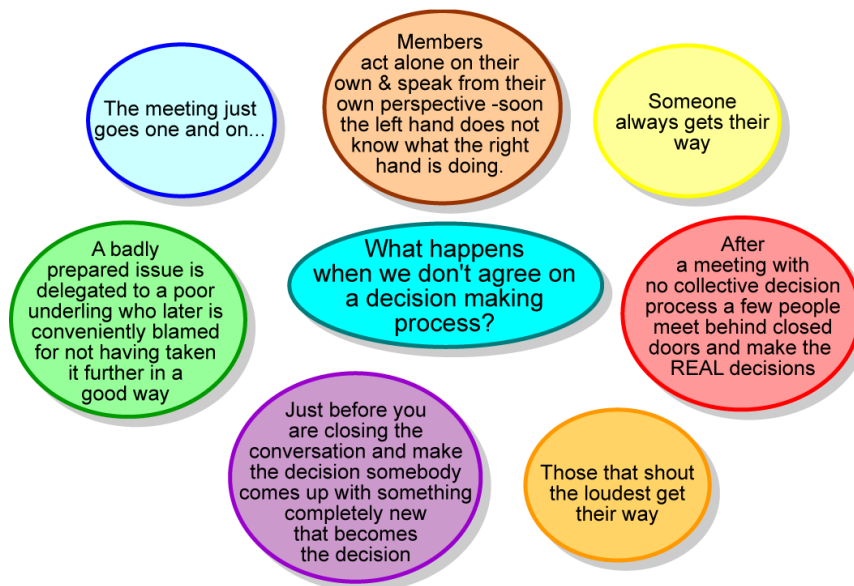 The meeting just
goes one and on...
Members
act alone on their
own & speak from their
own perspective -soon
the left hand does not
know what the right
hand is doing.
Someone
always gets their
way
A badly
prepared issue is
delegated to a poor
underling who later is
conveniently blamed
for not having taken
it further in a
good way
What happens
when we don't agree on
a decision making
process?
After
a meeting with
no collective decision
process a few people
meet behind closed
doors and make the
REAL decisions
Just before you
are closing the
conversation and make
the decision somebody
comes up with something
completely new
that becomes
the decision
Those that shout
the loudest get
their way